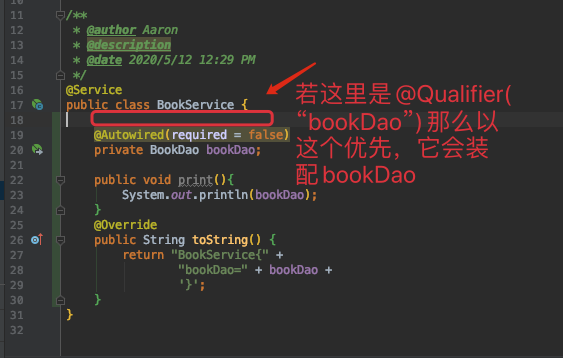 11 /**
12 * @author Aaron
13 * @description
14 * @date 2020/5/12 12:29 PM
15 */
16 @Service
17 public class BookService {
18
19 @Autowired(required = false)
20 private BookDao bookDao;
22 public void print(){
23 System.out.println(bookDao);
24 }
25 @Override
26 public String toString() {
27 return "BookService{" +
28 "bookDao=" + bookDao +
29 '}';
30 }
31 }
32
若这里是 @Qualifier(
“bookDao”) 那么以
这个优先，它会装
配 bookDao